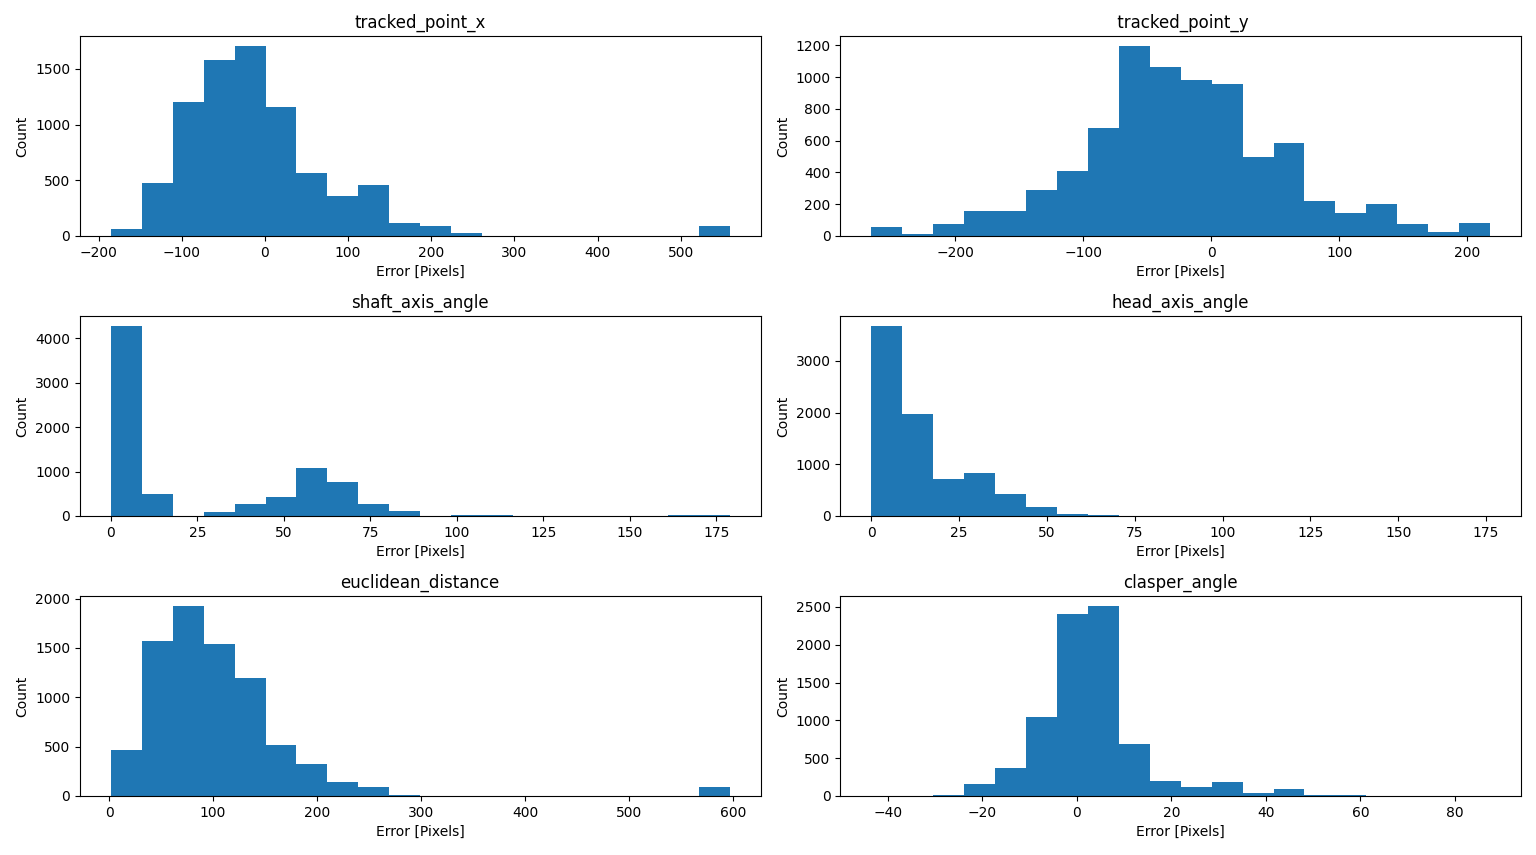 tracked_point_x
tracked_point_y
Count
1500
1000
500
0
−200 −100 0 100 200 300 400 500
Error [Pixels]
Count
1200
1000
800
600
400
200
0
−200 −100 0 100 200
Error [Pixels]
shaft_axis_angle
head_axis_angle
Count
4000
3000
2000
1000
0
0 25 50 75 100 125 150 175
Error [Pixels]
Count
3000
2000
1000
0
0 25 50 75 100 125 150 175
Error [Pixels]
euclidean_distance
clasper_angle
Count
2000
1500
1000
500
0
0 100 200 300 400 500 600
Error [Pixels]
Count
2500
2000
1500
1000
500
0
−40 −20 0 20 40 60 80
Error [Pixels]